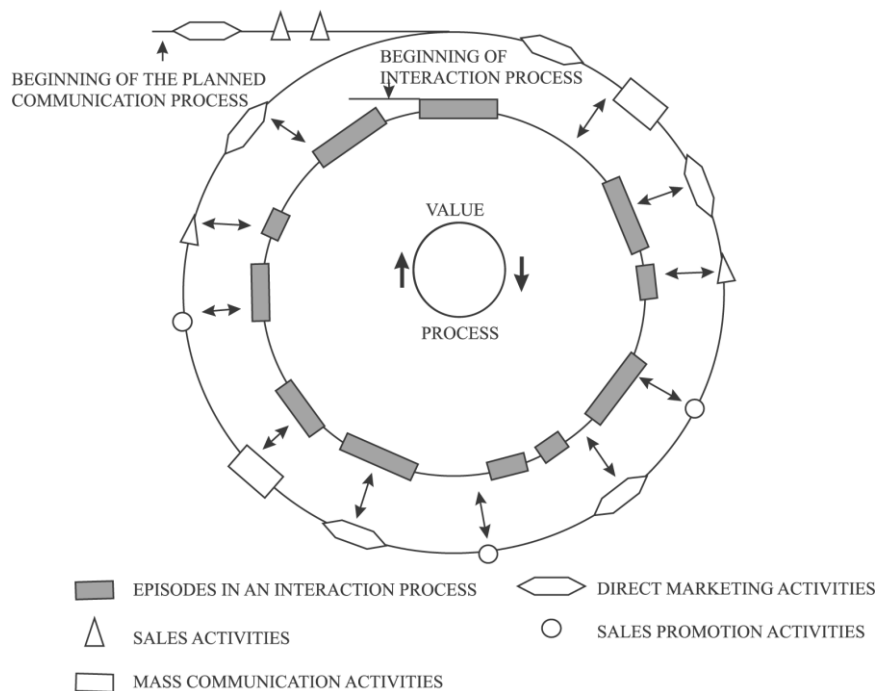 BEGINNING OF THE PLANNED
COMMUNICATION PROCESS
BEGINNING OF
INTERACTION PROCESS
VALUE
PROCESS
EPISODES IN AN INTERACTION PROCESS
DIRECT MARKETING ACTIVITIES
SALES ACTIVITIES
SALES PROMOTION ACTIVITIES
MASS COMMUNICATION ACTIVITIES